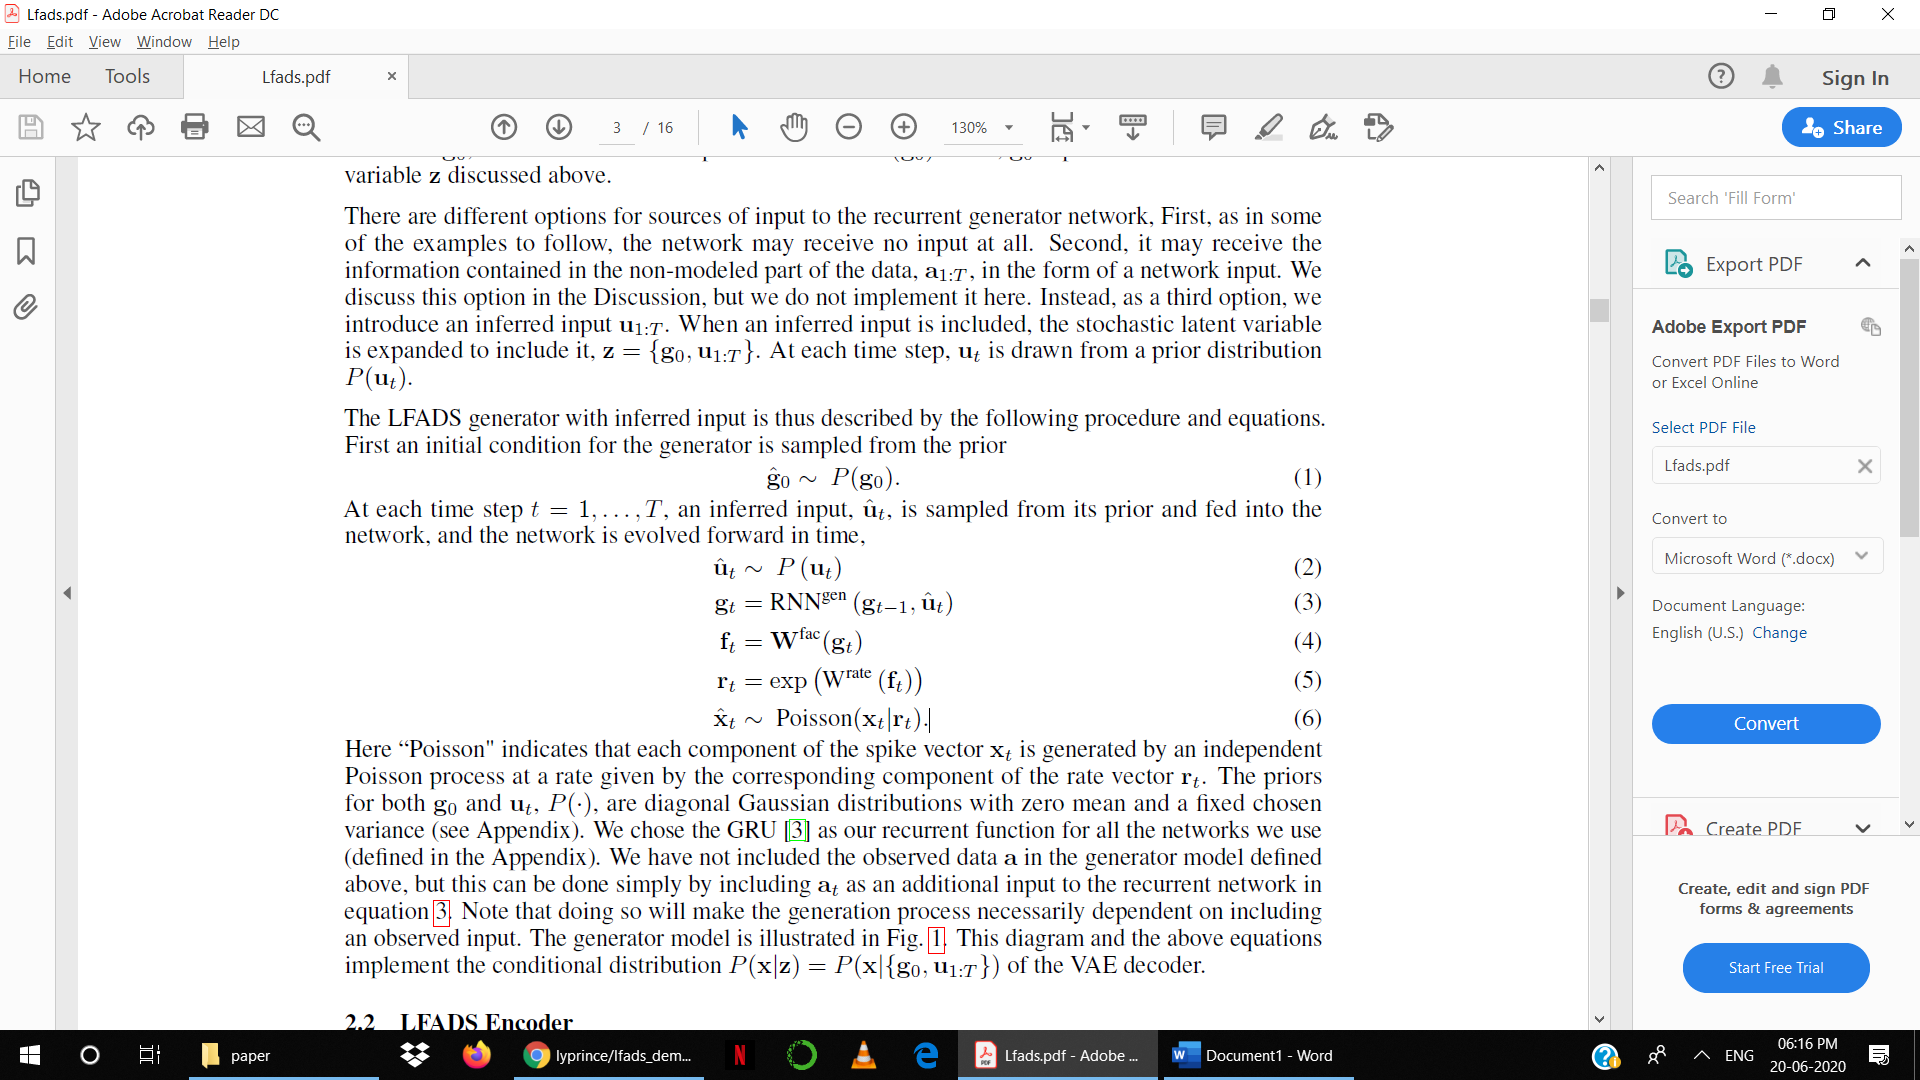 Lfads.pdf - Adobe Acrobat Reader DC
File Edit View Window Help
Home Tools Lfads.pdf × Sign In
3 / 16 130% Share
variable z discussed above.
There are different options for sources of input to the recurrent generator network, First, as in some
of the examples to follow, the network may receive no input at all. Second, it may receive the
information contained in the non-modeled part of the data, a₁:T, in the form of a network input. We
discuss this option in the Discussion, but we do not implement it here. Instead, as a third option, we
introduce an inferred input u₁:T. When an inferred input is included, the stochastic latent variable
is expanded to include it, z = {g₀, u₁:T}. At each time step, uₜ is drawn from a prior distribution
P(uₜ).
The LFADS generator with inferred input is thus described by the following procedure and equations.
First an initial condition for the generator is sampled from the prior
ĝ₀ ∼ P(g₀). (1)
At each time step t = 1, . . . , T, an inferred input, ûₜ, is sampled from its prior and fed into the
network, and the network is evolved forward in time,
ûₜ ∼ P (uₜ) (2)
gₜ = RNN^gen (gₜ₋₁, ûₜ) (3)
fₜ = W^fac(gₜ) (4)
rₜ = exp (W^rate (fₜ)) (5)
x̂ₜ ∼ Poisson(xₜ|rₜ). (6)
Here “Poisson" indicates that each component of the spike vector xₜ is generated by an independent
Poisson process at a rate given by the corresponding component of the rate vector rₜ. The priors
for both g₀ and uₜ, P(·), are diagonal Gaussian distributions with zero mean and a fixed chosen
variance (see Appendix). We chose the GRU [3] as our recurrent function for all the networks we use
(defined in the Appendix). We have not included the observed data a in the generator model defined
above, but this can be done simply by including aₜ as an additional input to the recurrent network in
equation 3. Note that doing so will make the generation process necessarily dependent on including
an observed input. The generator model is illustrated in Fig. 1. This diagram and the above equations
implement the conditional distribution P(x|z) = P(x|{g₀, u₁:T}) of the VAE decoder.
2.2 LFADS Encoder
Search 'Fill Form'
Export PDF
Adobe Export PDF
Convert PDF Files to Word
or Excel Online
Select PDF File
Lfads.pdf
Convert to
Microsoft Word (*.docx)
Document Language:
English (U.S.) Change
Convert
Create PDF
Create, edit and sign PDF
forms & agreements
Start Free Trial
paper
lyprince/lfads_dem...
N
Lfads.pdf - Adobe ...
Document1 - Word
ENG
06:16 PM
20-06-2020